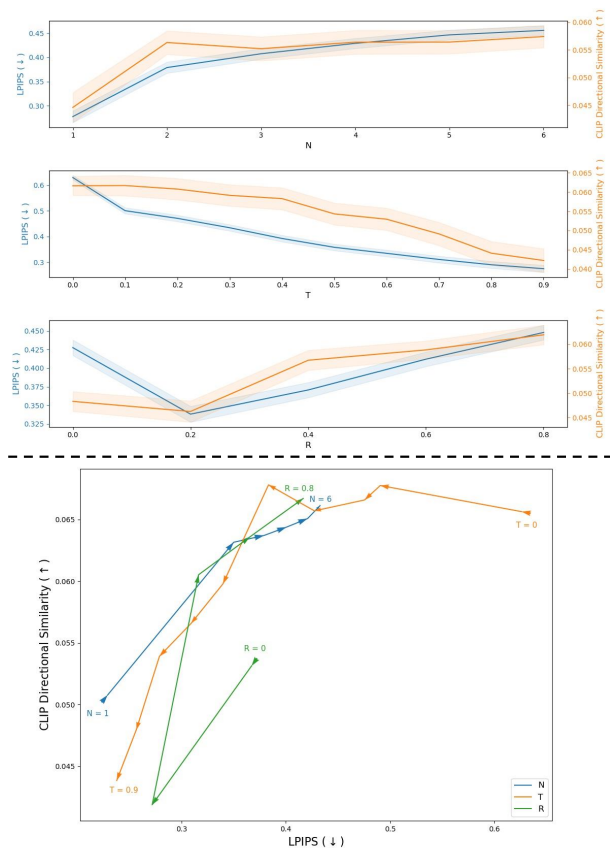 0.45
0.40
0.35
0.30
LPIPS (↓)
0.060
0.055
0.050
0.045
CLIP Directional Similarity (↑)
1 2 3 4 5 6
N
0.6
0.5
0.4
0.3
LPIPS (↓)
0.065
0.060
0.055
0.050
0.045
0.040
CLIP Directional Similarity (↑)
0.0 0.1 0.2 0.3 0.4 0.5 0.6 0.7 0.8 0.9
T
0.450
0.425
0.400
0.375
0.350
0.325
LPIPS (↓)
0.060
0.055
0.050
0.045
CLIP Directional Similarity (↑)
0.0 0.2 0.4 0.6 0.8
R
0.065
0.060
0.055
0.050
0.045
CLIP Directional Similarity (↑)
R = 0.8
N = 6
T = 0
R = 0
N = 1
T = 0.9
N
T
R
0.3 0.4 0.5 0.6
LPIPS (↓)